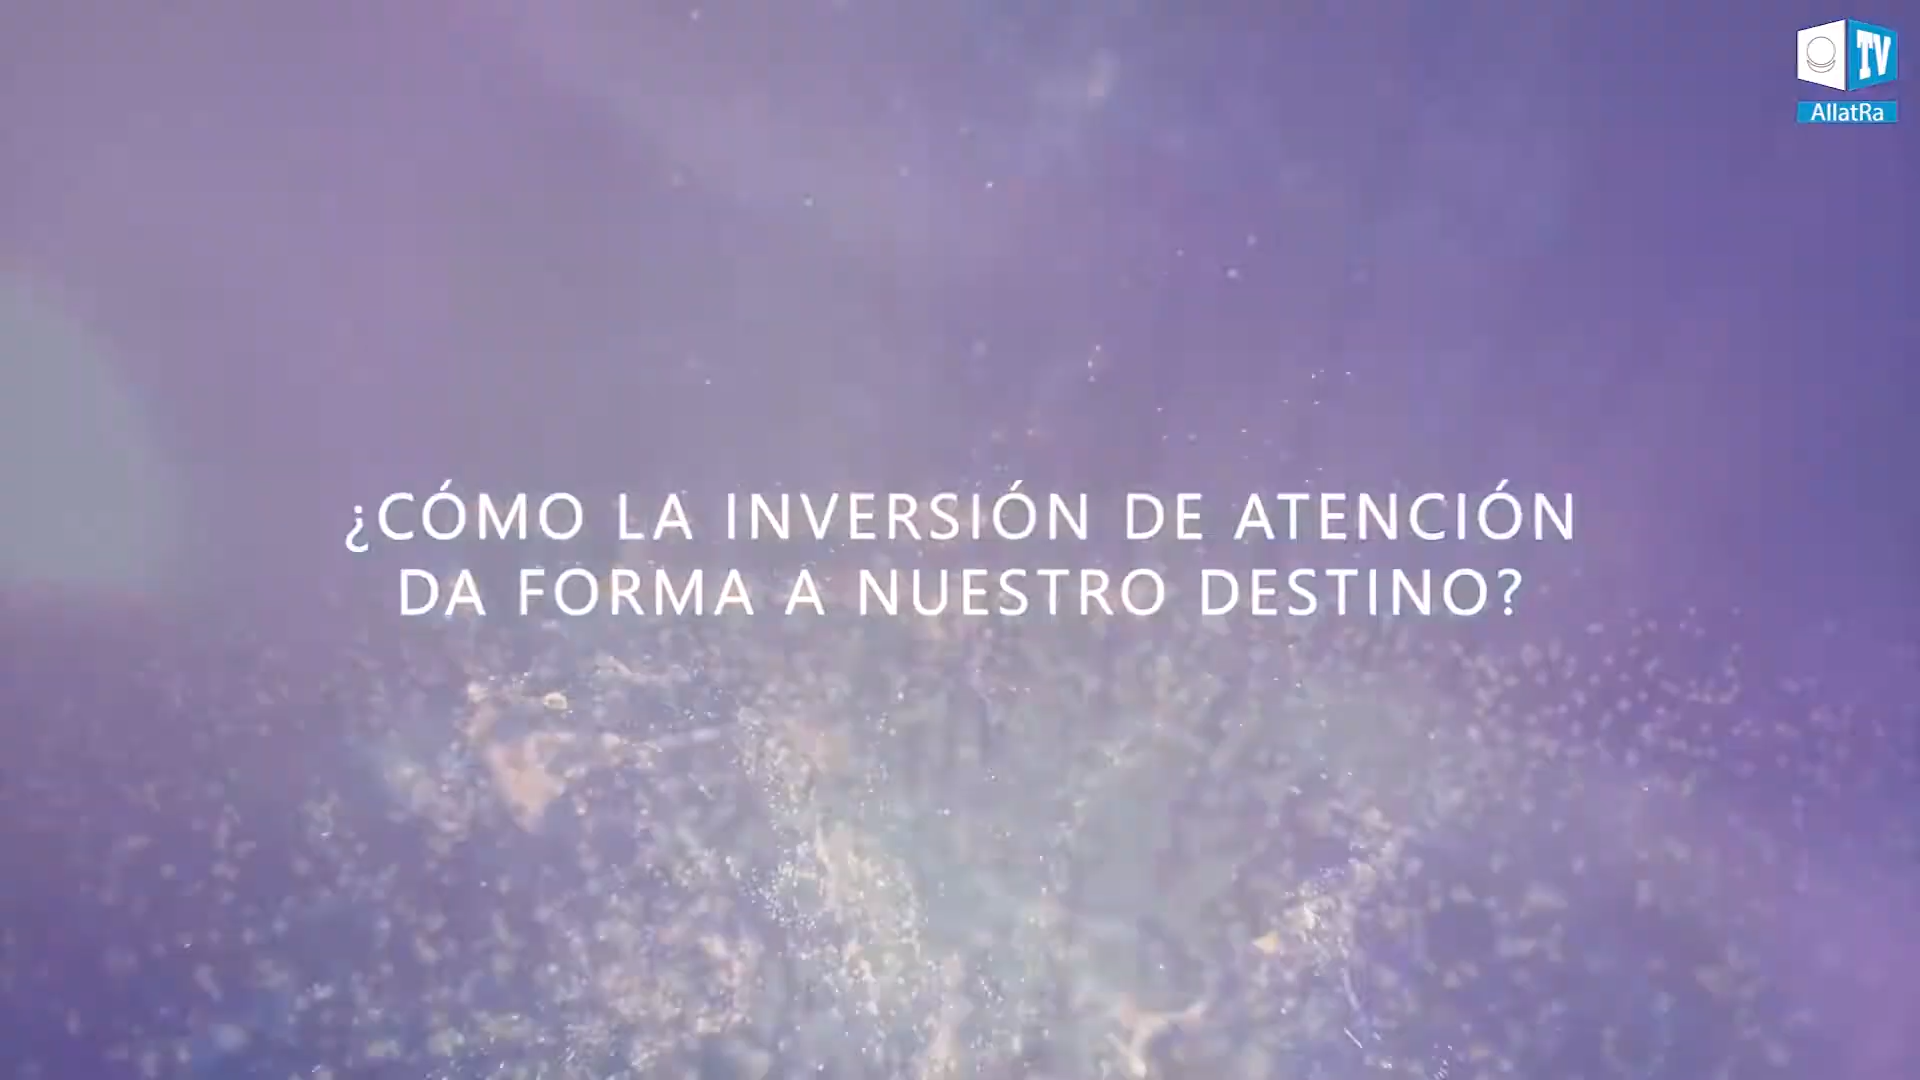 TV
AllatRa
¿CÓMO LA INVERSIÓN DE ATENCIÓN
DA FORMA A NUESTRO DESTINO?